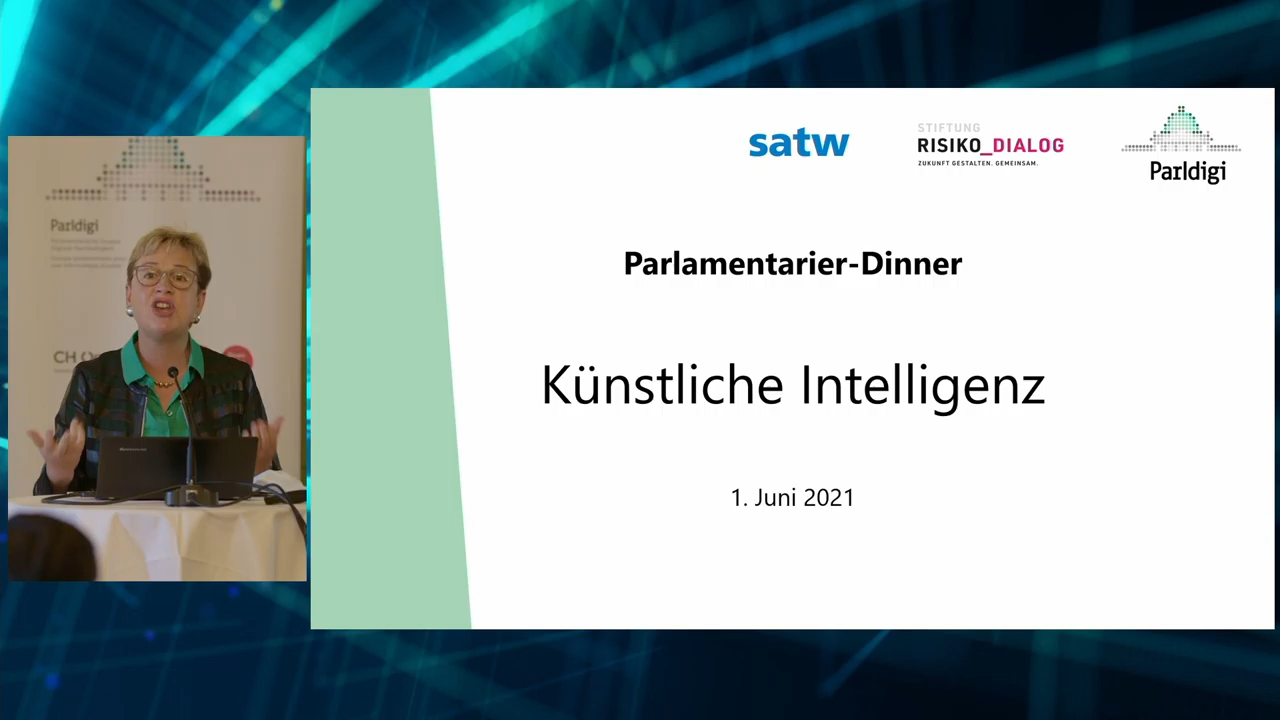 satw
STIFTUNG
RISIKO_DIALOG
ZUKUNFT GESTALTEN. GEMEINSAM.
Parldigi
Parlamentarier-Dinner
Künstliche Intelligenz
1. Juni 2021
Parldigi
CH